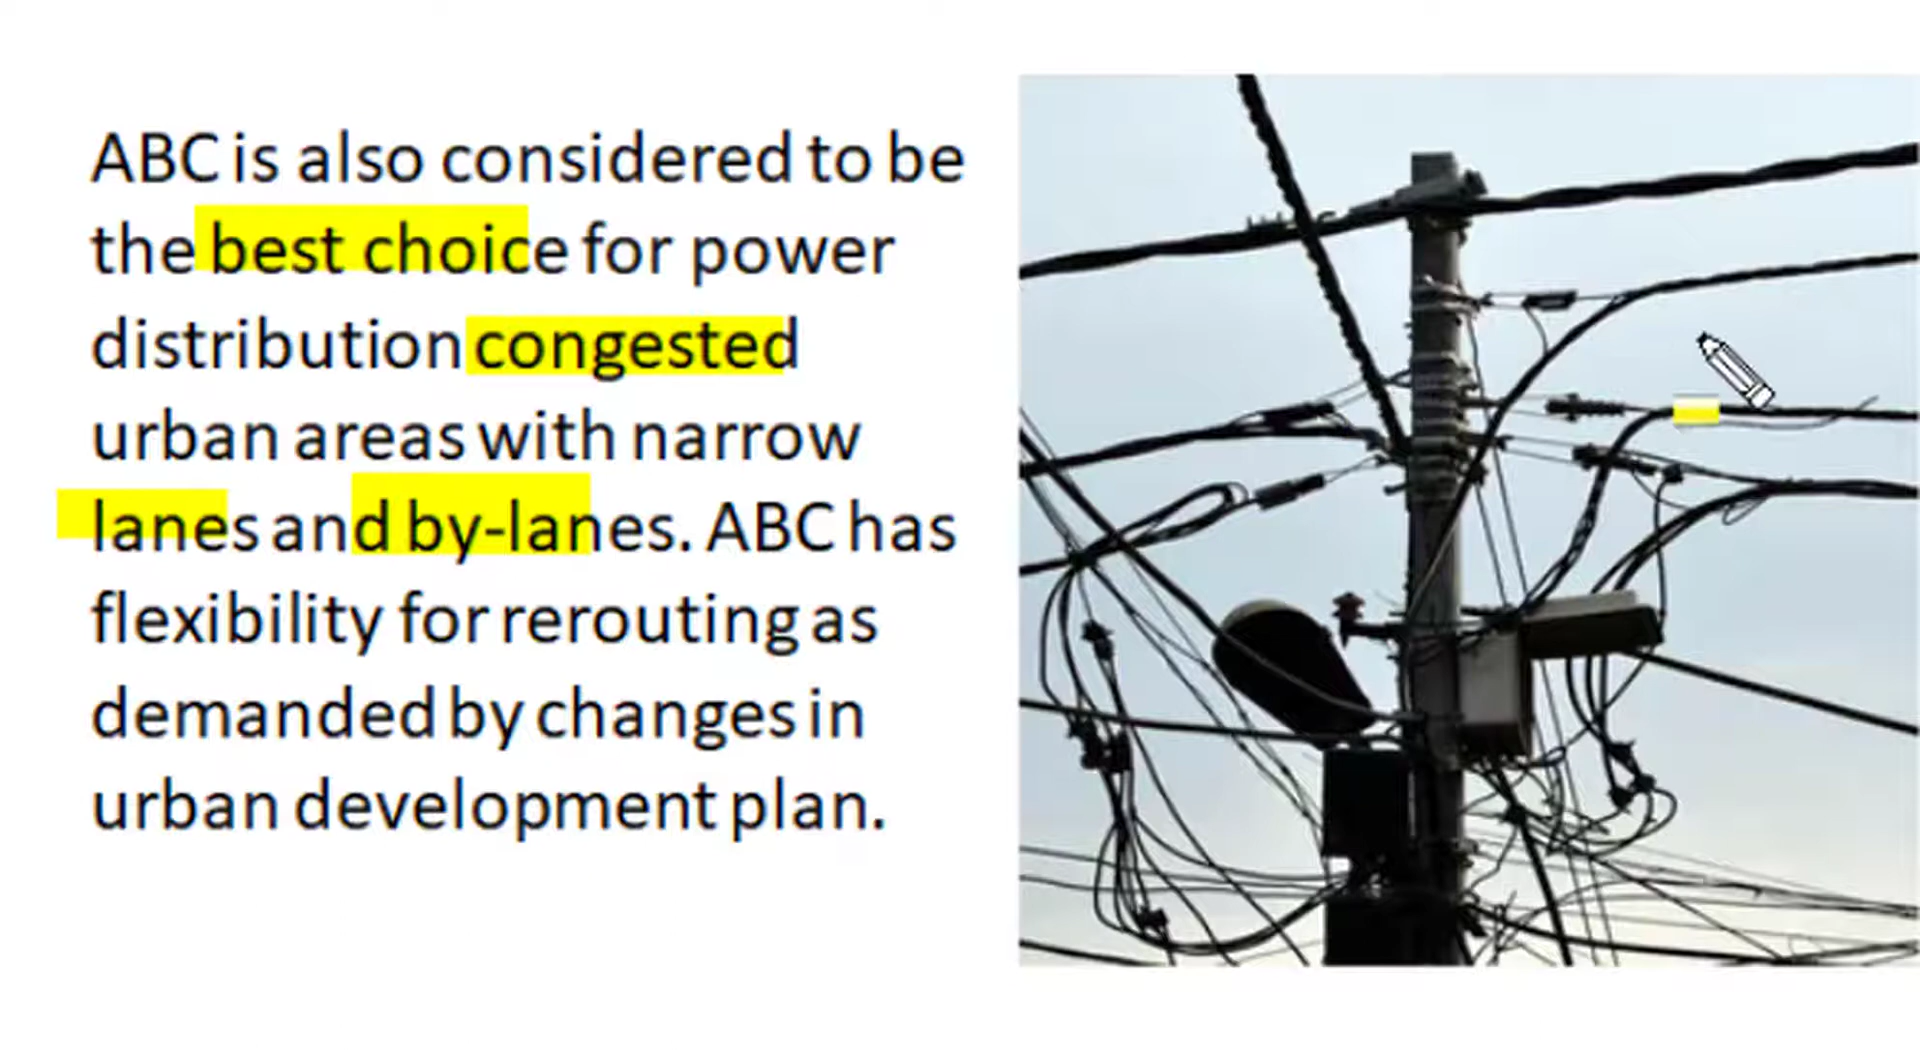 ABC is also considered to be
the best choice for power
distribution congested
urban areas with narrow
lanes and by-lanes. ABC has
flexibility for rerouting as
demanded by changes in
urban development plan.